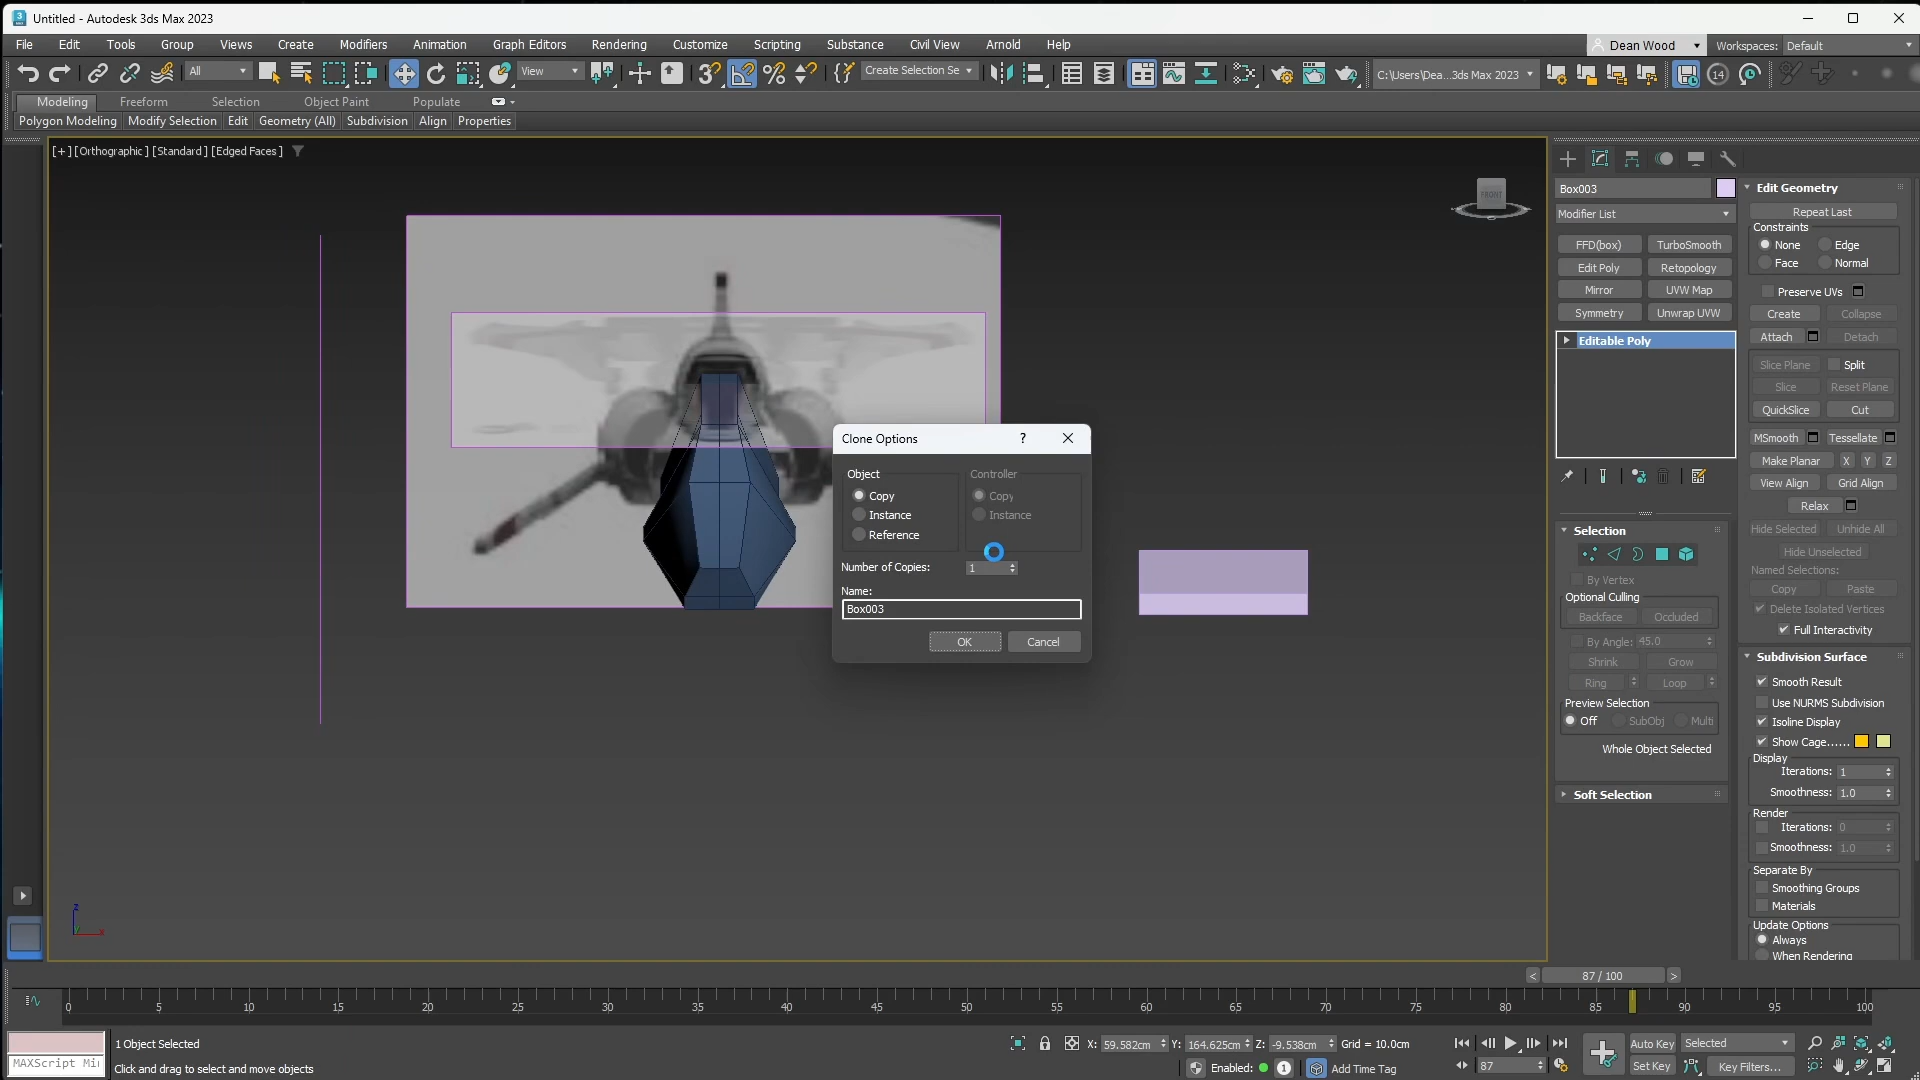 Untitled - Autodesk 3ds Max 2023
File Edit Tools Group Views Create Modifiers Animation Graph Editors Rendering Customize Scripting Substance Civil View Arnold Help
Dean Wood Workspaces: Default
All View Create Selection Se C:\Users\Dea...3ds Max 2023 14
Modeling Freeform Selection Object Paint Populate
Polygon Modeling Modify Selection Edit Geometry (All) Subdivision Align Properties
[+] [Orthographic] [Standard] [Edged Faces]
FRONT
Clone Options ?
Object Controller
Copy Copy
Instance Instance
Reference
Number of Copies: 1
Name:
Box003
OK Cancel
Box003
Modifier List
FFD(box) TurboSmooth
Edit Poly Retopology
Mirror UVW Map
Symmetry Unwrap UVW
Editable Poly
Selection
By Vertex
Optional Culling
Backface Occluded
By Angle: 45.0
Shrink Grow
Ring Loop
Preview Selection
Off SubObj Multi
Whole Object Selected
Soft Selection
Edit Geometry
Repeat Last
Constraints
None Edge
Face Normal
Preserve UVs
Create Collapse
Attach Detach
Slice Plane Split
Slice Reset Plane
QuickSlice Cut
MSmooth Tessellate
Make Planar X Y Z
View Align Grid Align
Relax
Hide Selected Unhide All
Hide Unselected
Named Selections:
Copy Paste
Delete Isolated Vertices
Full Interactivity
Subdivision Surface
Smooth Result
Use NURMS Subdivision
Isoline Display
Show Cage......
Display
Iterations: 1
Smoothness: 1.0
Render
Iterations: 0
Smoothness: 1.0
Separate By
Smoothing Groups
Materials
Update Options
Always
When Rendering
z
x
< 87 / 100 >
0 5 10 15 20 25 30 35 40 45 50 55 60 65 70 75 80 85 90 95 100
1 Object Selected
MAXScript Mi
Click and drag to select and move objects
X: 59.582cm Y: 164.625cm Z: -9.538cm Grid = 10.0cm
Enabled: 1 Add Time Tag
87
Auto Key Selected
Set Key Key Filters...